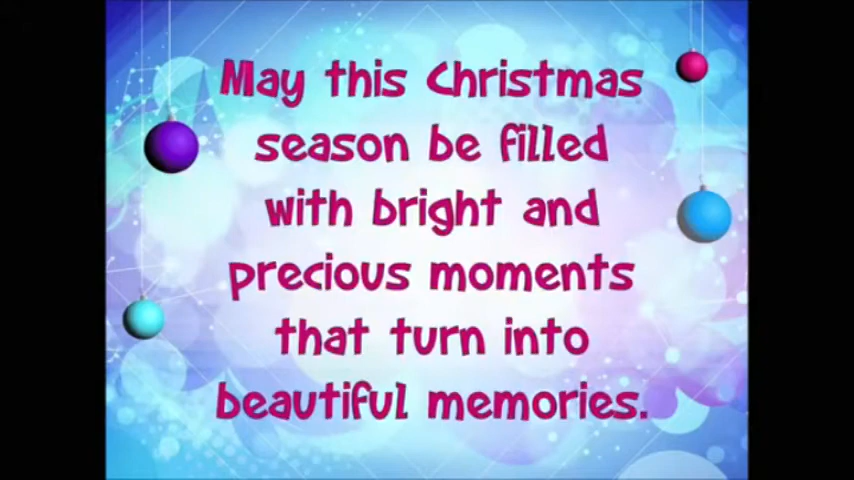 May this Christmas
season be filled
with bright and
precious moments
that turn into
beautiful memories.